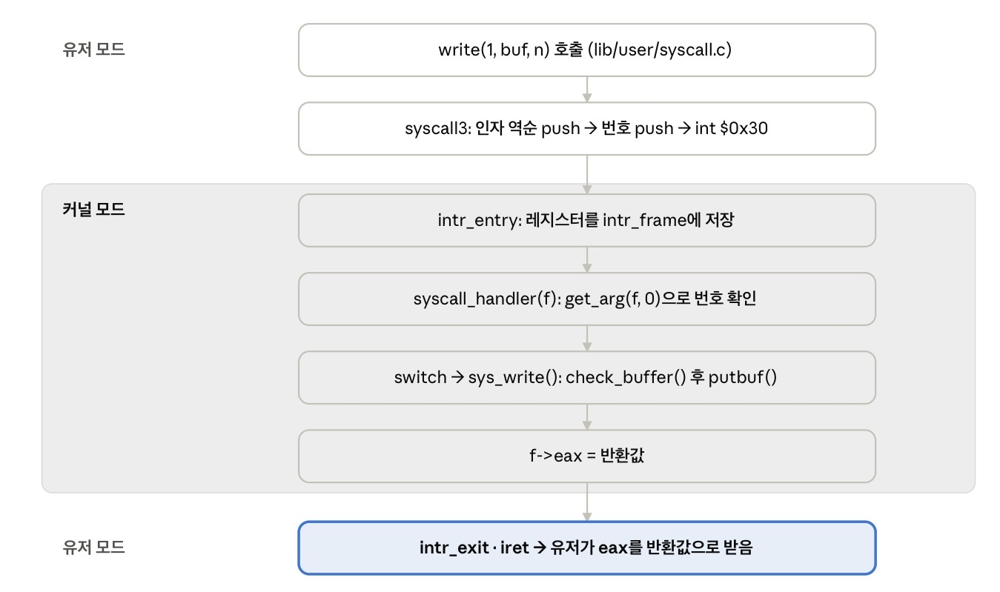 유저 모드
write(1, buf, n) 호출 (lib/user/syscall.c)
syscall3: 인자 역순 push → 번호 push → int $0x30
커널 모드
intr_entry: 레지스터를 intr_frame에 저장
syscall_handler(f): get_arg(f, 0)으로 번호 확인
switch → sys_write(): check_buffer() 후 putbuf()
f->eax = 반환값
유저 모드
intr_exit · iret → 유저가 eax를 반환값으로 받음